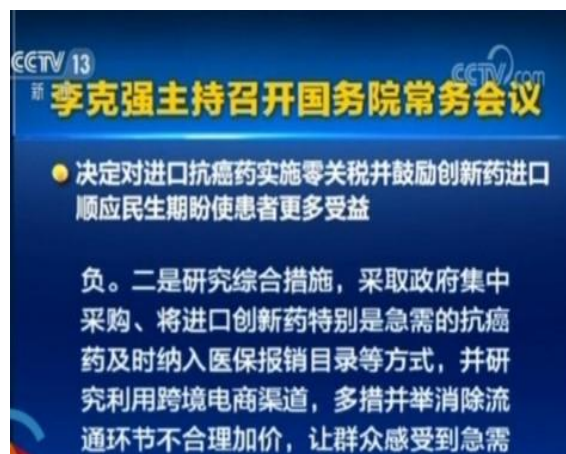 CCTV 13
CCTV.com
新
李克强主持召开国务院常务会议
决定对进口抗癌药实施零关税并鼓励创新药进口
顺应民生期盼使患者更多受益
负。二是研究综合措施，采取政府集中
采购、将进口创新药特别是急需的抗癌
药及时纳入医保报销目录等方式，并研
究利用跨境电商渠道，多措并举消除流
通环节不合理加价，让群众感受到急需